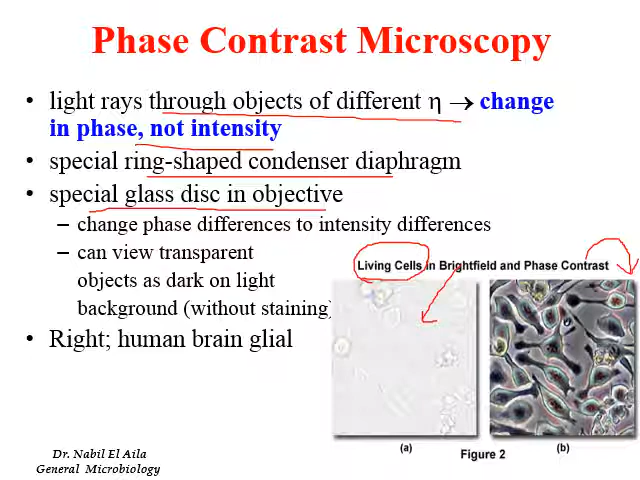 Phase Contrast Microscopy
• light rays through objects of different η → change
in phase, not intensity
• special ring-shaped condenser diaphragm
• special glass disc in objective
– change phase differences to intensity differences
– can view transparent
objects as dark on light
background (without staining)
• Right; human brain glial
Living Cells in Brightfield and Phase Contrast
(a)
(b)
Figure 2
Dr. Nabil El Aila
General Microbiology